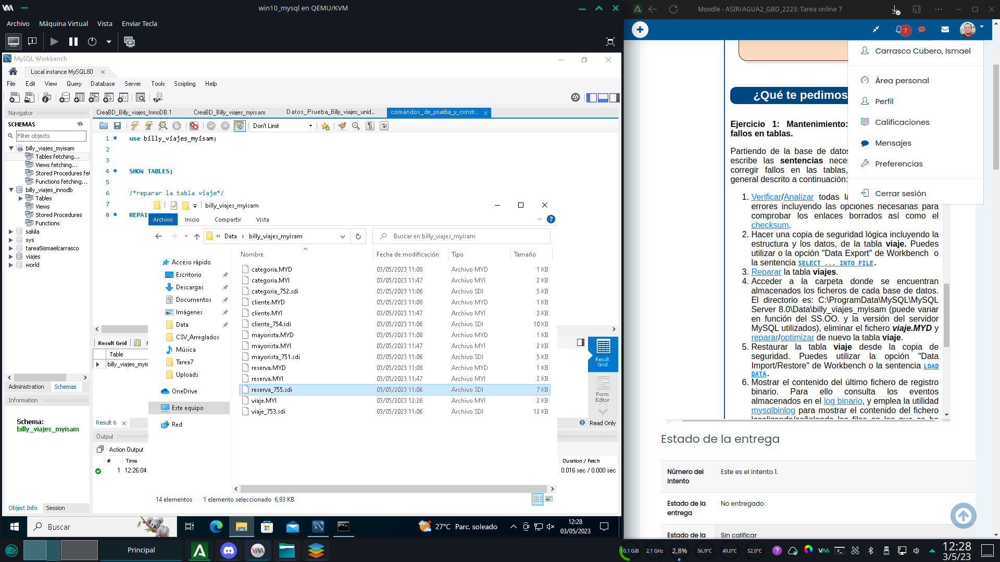 win10_mysql en QEMU/KVM
Archivo Máquina Virtual Vista Enviar Tecla
MySQL Workbench
Local instance MySQL80
File Edit View Query Database Server Tools Scripting Help
Navigator
SCHEMAS
Filter objects
billy_viajes_myisam
Tables fetching...
Views fetching...
Stored Procedures fet
Functions fetching...
billy_viajes_innodb
Tables
Views
Stored Procedures
Functions
sakila
sys
tarea5ismaelcarrasco
viajes
world
Administration Schemas
Information
Schema:
billy_viajes_myisam
Object Info Session
CreaBD_Billy_viajes_InnoDB.1 CreaBD_Billy_viajes_myisam Datos_Prueba_Billy_viajes_unid... comandos_de_prueba_y_constr...
Don't Limit
1 use billy_viajes_myisam;
2
3
4 SHOW TABLES;
5
6 /*reparar la tabla viaje*/
7
8 REPAI
Result Grid
Table
billy_viajes_myis
Result 6
Output
Action Output
# Time
1 12:26:04
Duration / Fetch
0.016 sec / 0.000 sec
Result Grid
Form Editor
Read Only
billy_viajes_myisam
Archivo Inicio Compartir Vista
« Data › billy_viajes_myisam
Buscar en billy_viajes_myisam
Acceso rápido
Escritorio
Descargas
Documentos
Imágenes
Data
CSV_Arreglados
Música
Tarea7
Uploads
OneDrive
Este equipo
Red
Nombre Fecha de modificación Tipo Tamaño
categoria.MYD 03/05/2023 11:08 Archivo MYD 1 KB
categoria.MYI 03/05/2023 11:47 Archivo MYI 2 KB
categoria_752.sdi 03/05/2023 11:06 Archivo SDI 5 KB
cliente.MYD 03/05/2023 11:08 Archivo MYD 1 KB
cliente.MYI 03/05/2023 11:47 Archivo MYI 3 KB
cliente_754.sdi 03/05/2023 11:06 Archivo SDI 10 KB
mayorista.MYD 03/05/2023 11:08 Archivo MYD 1 KB
mayorista.MYI 03/05/2023 11:47 Archivo MYI 2 KB
mayorista_751.sdi 03/05/2023 11:06 Archivo SDI 5 KB
reserva.MYD 03/05/2023 11:08 Archivo MYD 1 KB
reserva.MYI 03/05/2023 11:47 Archivo MYI 2 KB
reserva_755.sdi 03/05/2023 11:06 Archivo SDI 7 KB
viaje.MYI 03/05/2023 12:26 Archivo MYI 2 KB
viaje_753.sdi 03/05/2023 11:06 Archivo SDI 12 KB
14 elementos 1 elemento seleccionado 6,93 KB
Buscar
27°C Parc. soleado
12:28
03/05/2023
Moodle - ASIR/AGUA2_GBD_2223: Tarea online 7
7
Carrasco Cubero, Ismael
Área personal
Perfil
Calificaciones
Mensajes
Preferencias
Cerrar sesión
¿Qué te pedimos
Ejercicio 1: Mantenimiento:
fallos en tablas.
Partiendo de la base de datos
escribe las sentencias nece
corregir fallos en las tablas,
general descrito a continuación:
1. Verificar/Analizar todas la
errores incluyendo las opciones necesarias para
comprobar los enlaces borrados así como el
checksum.
2. Hacer una copia de seguridad lógica incluyendo la
estructura y los datos, de la tabla viaje. Puedes
utilizar o la opción "Data Export" de Workbench o
la sentencia SELECT ... INTO FILE.
3. Reparar la tabla viajes.
4. Acceder a la carpeta donde se encuentran
almacenados los ficheros de cada base de datos.
El directorio es: C:\ProgramData\MySQL\MySQL
Server 8.0\Data\billy_viajes_myisam (puede variar
en función del SS.OO. y la versión del servidor
MySQL utilizados), eliminar el fichero viaje.MYD y
reparar/optimizar de nuevo la tabla viaje.
5. Restaurar la tabla viaje desde la copia de
seguridad. Puedes utilizar la opción "Data
Import/Restore" de Workbench o la sentencia LOAD
DATA.
6. Mostrar el contenido del último fichero de registro
binario. Para ello consulta los eventos
almacenados en el log binario, y emplea la utilidad
mysqlbinlog para mostrar el contenido del fichero
Estado de la entrega
Número del intento Este es el intento 1.
Estado de la entrega No entregado
Estado de la Sin calificar
Principal
10,1 GiB 2,1 GHz 2,8% 56,9°C 49,0°C 52,0°C
12:28
3/5/23